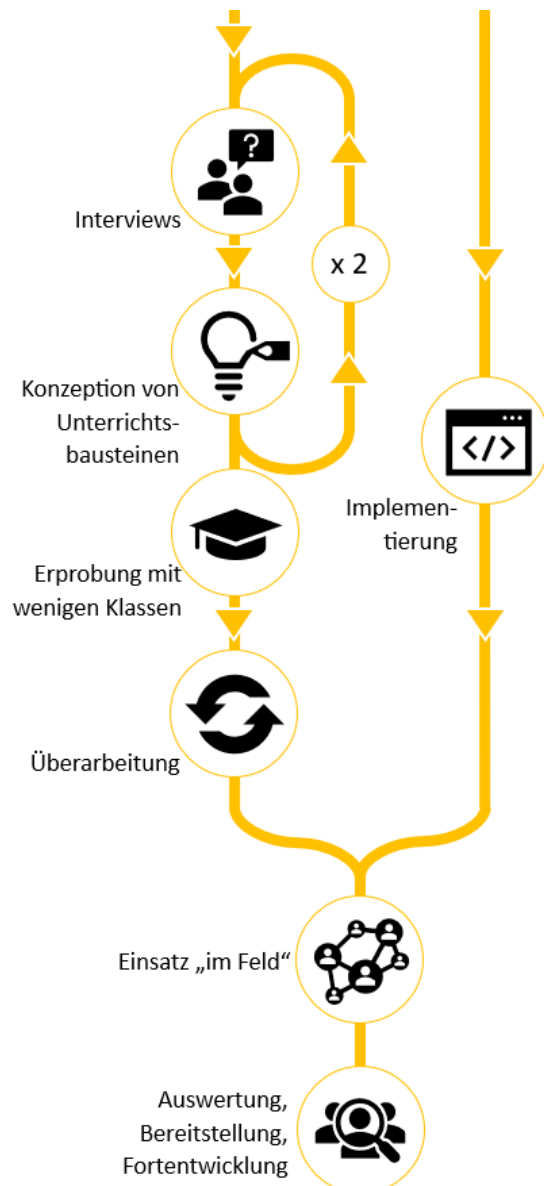 ?
Interviews
x 2
Konzeption von
Unterrichts-
bausteinen
</>
Implemen-
tierung
Erprobung mit
wenigen Klassen
Überarbeitung
Einsatz „im Feld“
Auswertung,
Bereitstellung,
Fortentwicklung